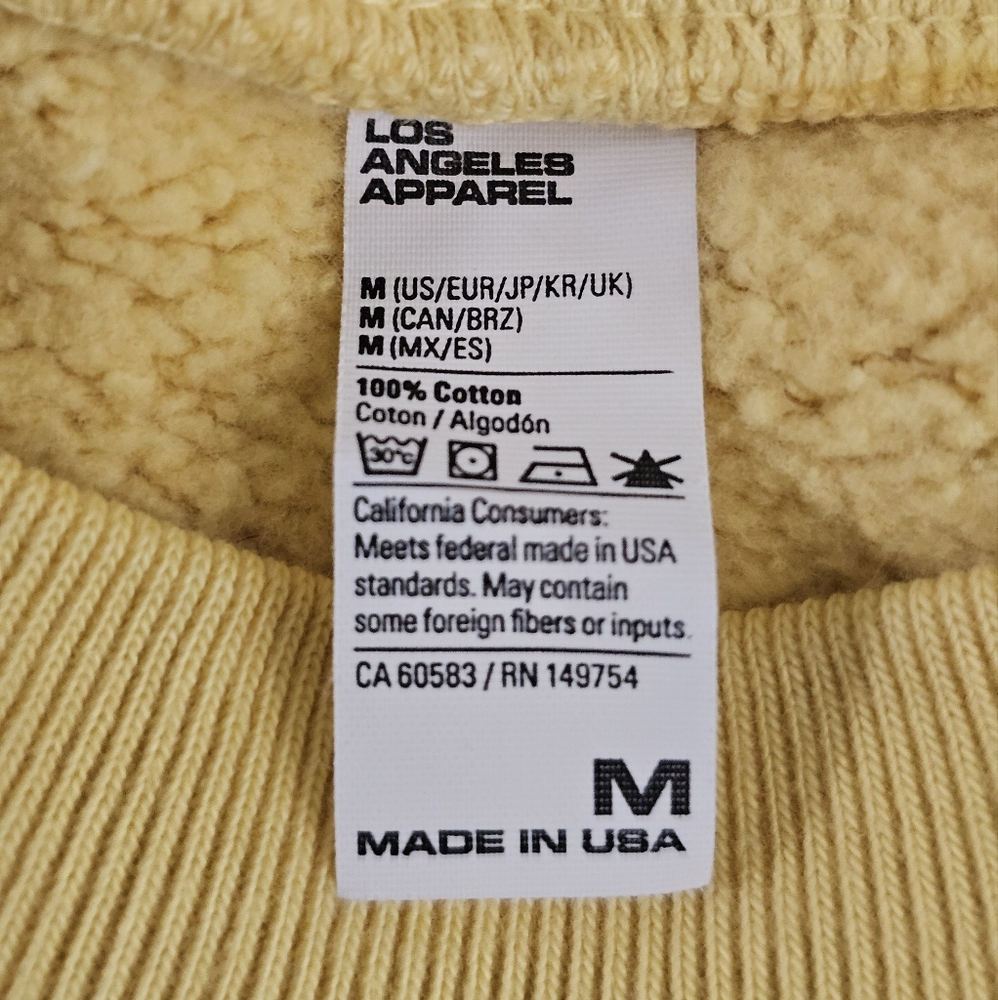 LOS
ANGELES
APPAREL
M (US/EUR/JP/KR/UK)
M (CAN/BRZ)
M (MX/ES)
100% Cotton
Coton / Algodón
30°C
California Consumers:
Meets federal made in USA
standards. May contain
some foreign fibers or inputs.
CA 60583 / RN 149754
M
MADE IN USA